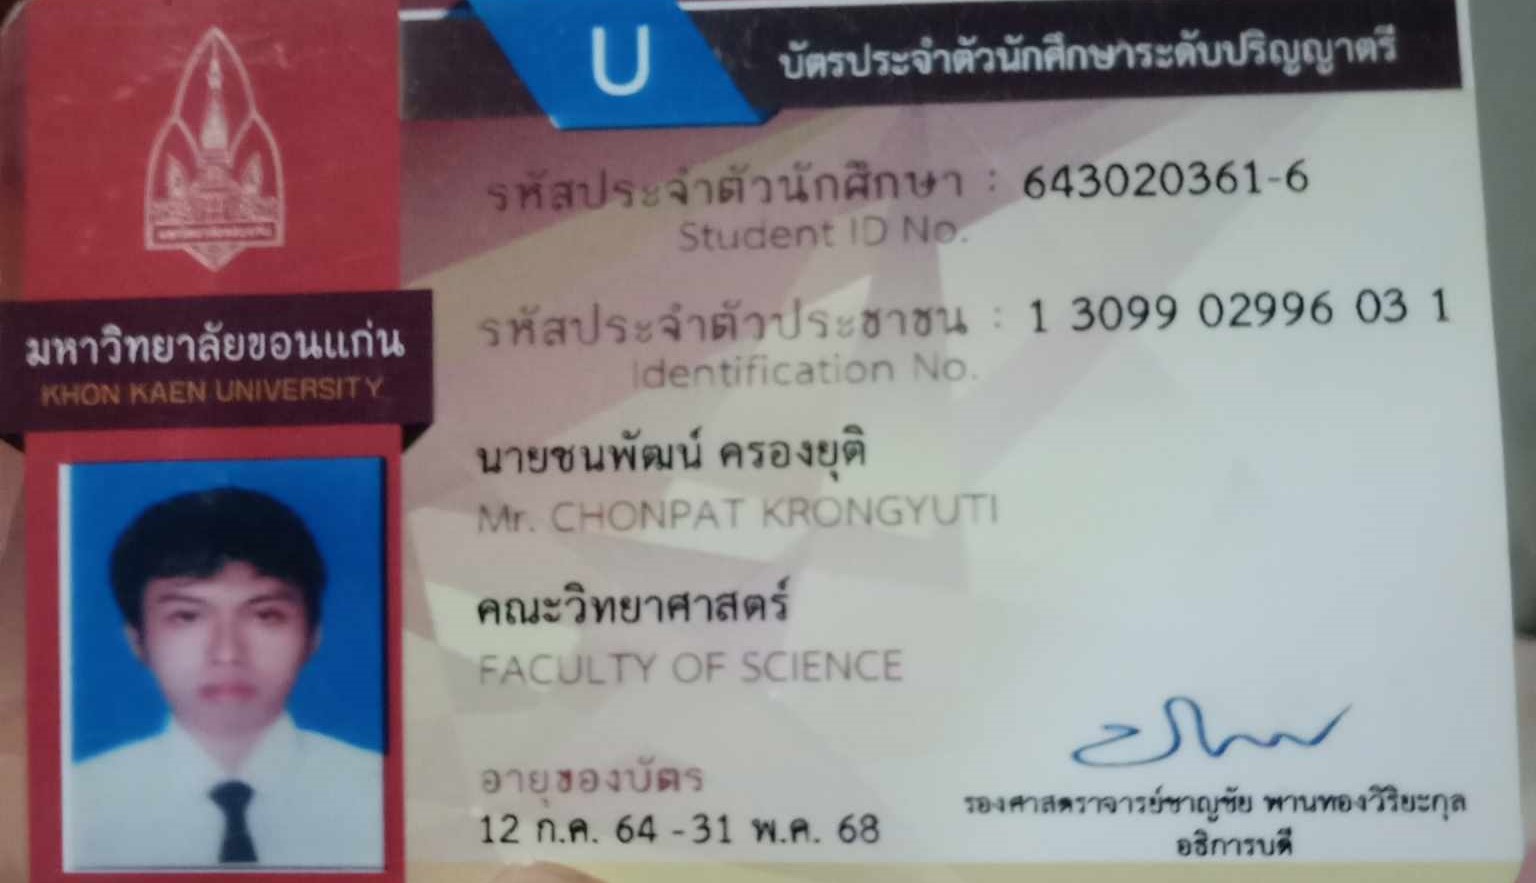 U
บัตรประจำตัวนักศึกษาระดับปริญญาตรี
มหาวิทยาลัยขอนแก่น
KHON KAEN UNIVERSITY
รหัสประจำตัวนักศึกษา : 643020361-6
Student ID No.
รหัสประจำตัวประชาชน : 1 3099 02996 03 1
Identification No.
นายชนพัฒน์ ครองยุติ
Mr. CHONPAT KRONGYUTI
คณะวิทยาศาสตร์
FACULTY OF SCIENCE
อายุของบัตร
12 ก.ค. 64 -31 พ.ค. 68
รองศาสตราจารย์ชาญชัย พานทองวิริยะกุล
อธิการบดี